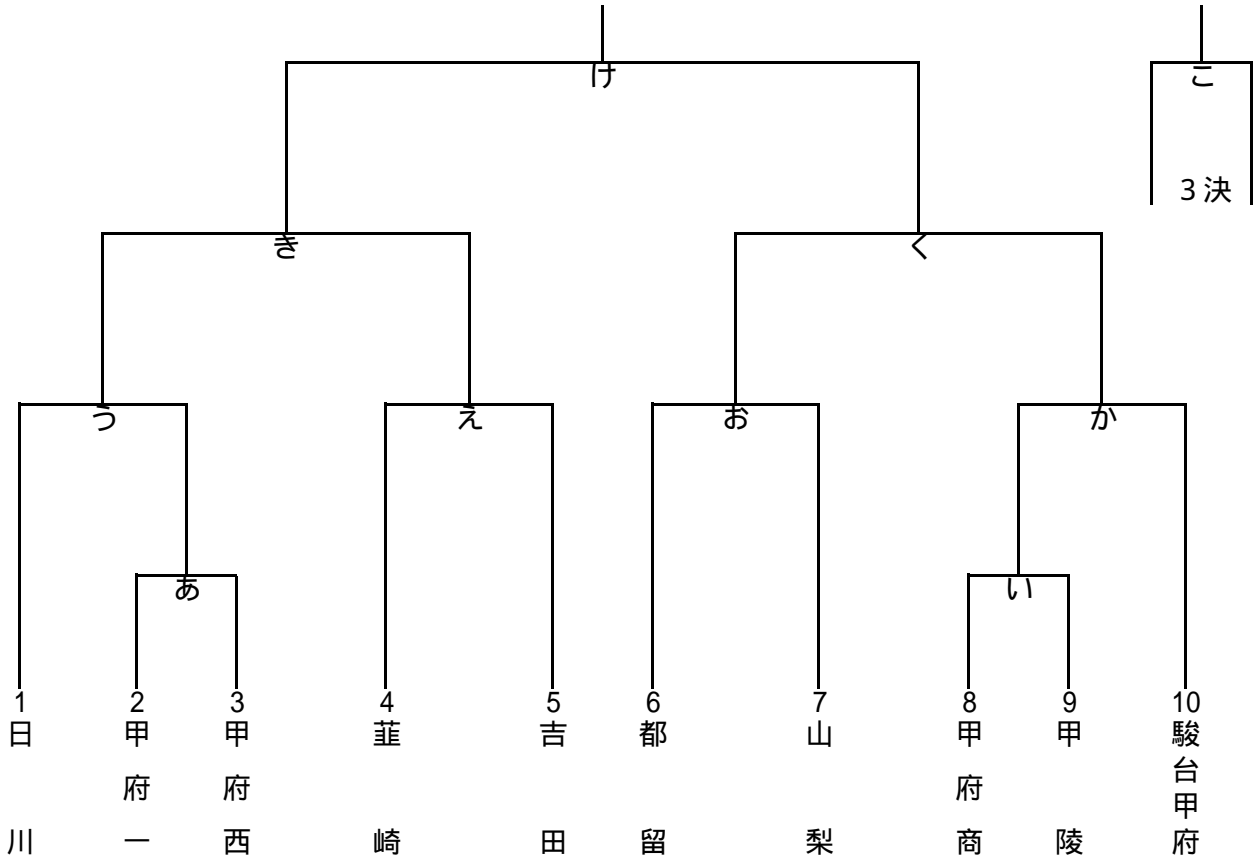 け
こ
3決
き
く
う
え
お
か
あ
い
1
2
3
4
5
6
7
8
9
10
日川
甲府一
甲府西
韮崎
吉田
都留
山梨
甲府商
甲陵
駿台甲府